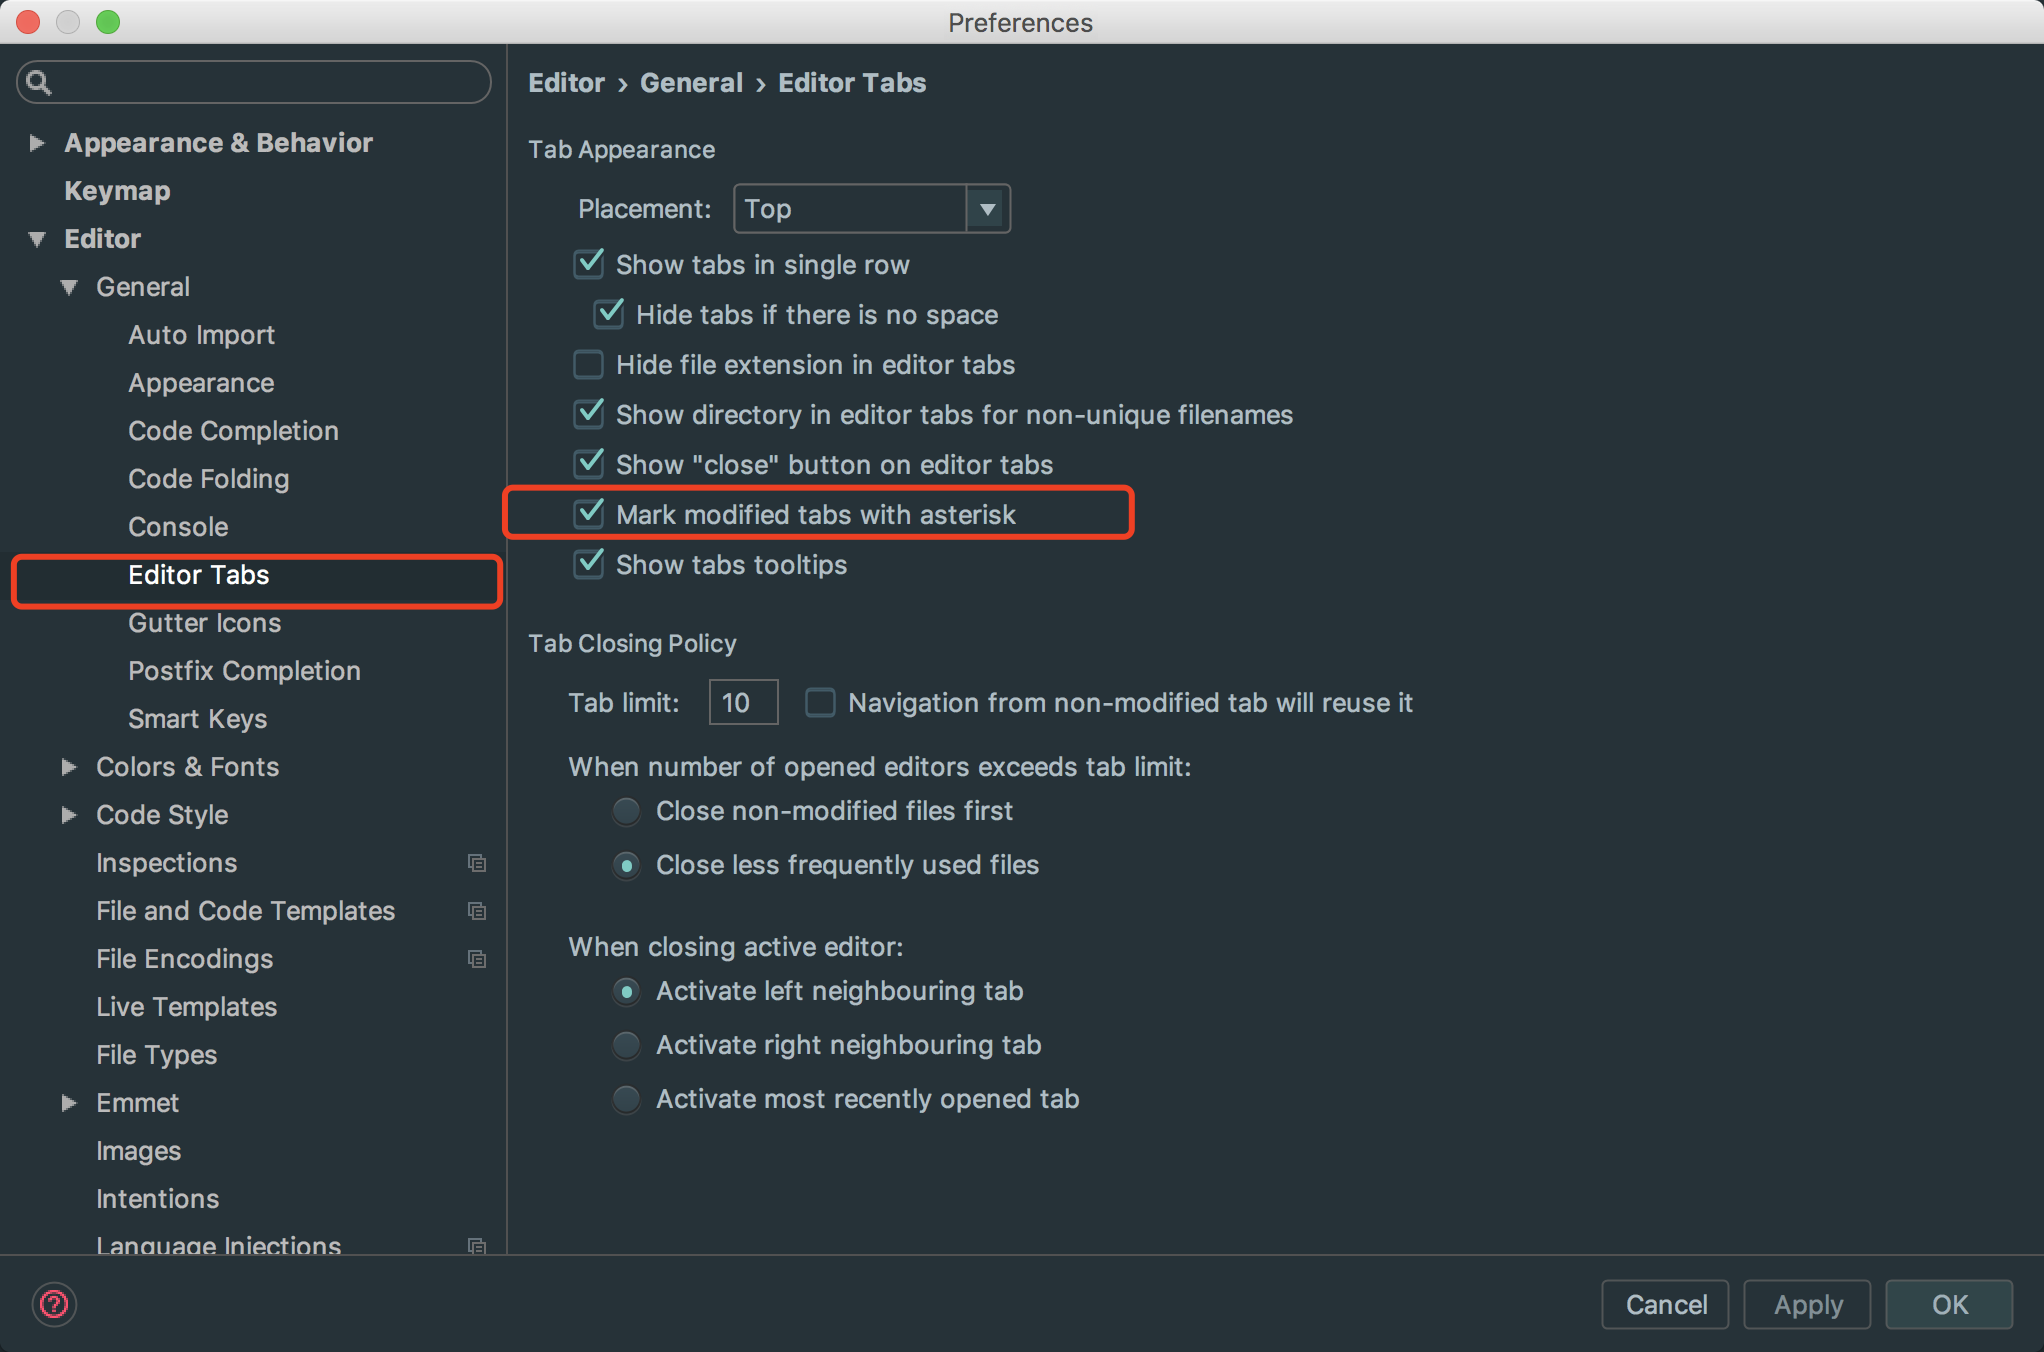 Preferences
Appearance & Behavior
Keymap
Editor
General
Auto Import
Appearance
Code Completion
Code Folding
Console
Editor Tabs
Gutter Icons
Postfix Completion
Smart Keys
Colors & Fonts
Code Style
Inspections
File and Code Templates
File Encodings
Live Templates
File Types
Emmet
Images
Intentions
Language Injections
Editor › General › Editor Tabs
Tab Appearance
Placement: Top
Show tabs in single row
Hide tabs if there is no space
Hide file extension in editor tabs
Show directory in editor tabs for non-unique filenames
Show "close" button on editor tabs
Mark modified tabs with asterisk
Show tabs tooltips
Tab Closing Policy
Tab limit: 10 Navigation from non-modified tab will reuse it
When number of opened editors exceeds tab limit:
Close non-modified files first
Close less frequently used files
When closing active editor:
Activate left neighbouring tab
Activate right neighbouring tab
Activate most recently opened tab
?
Cancel Apply OK